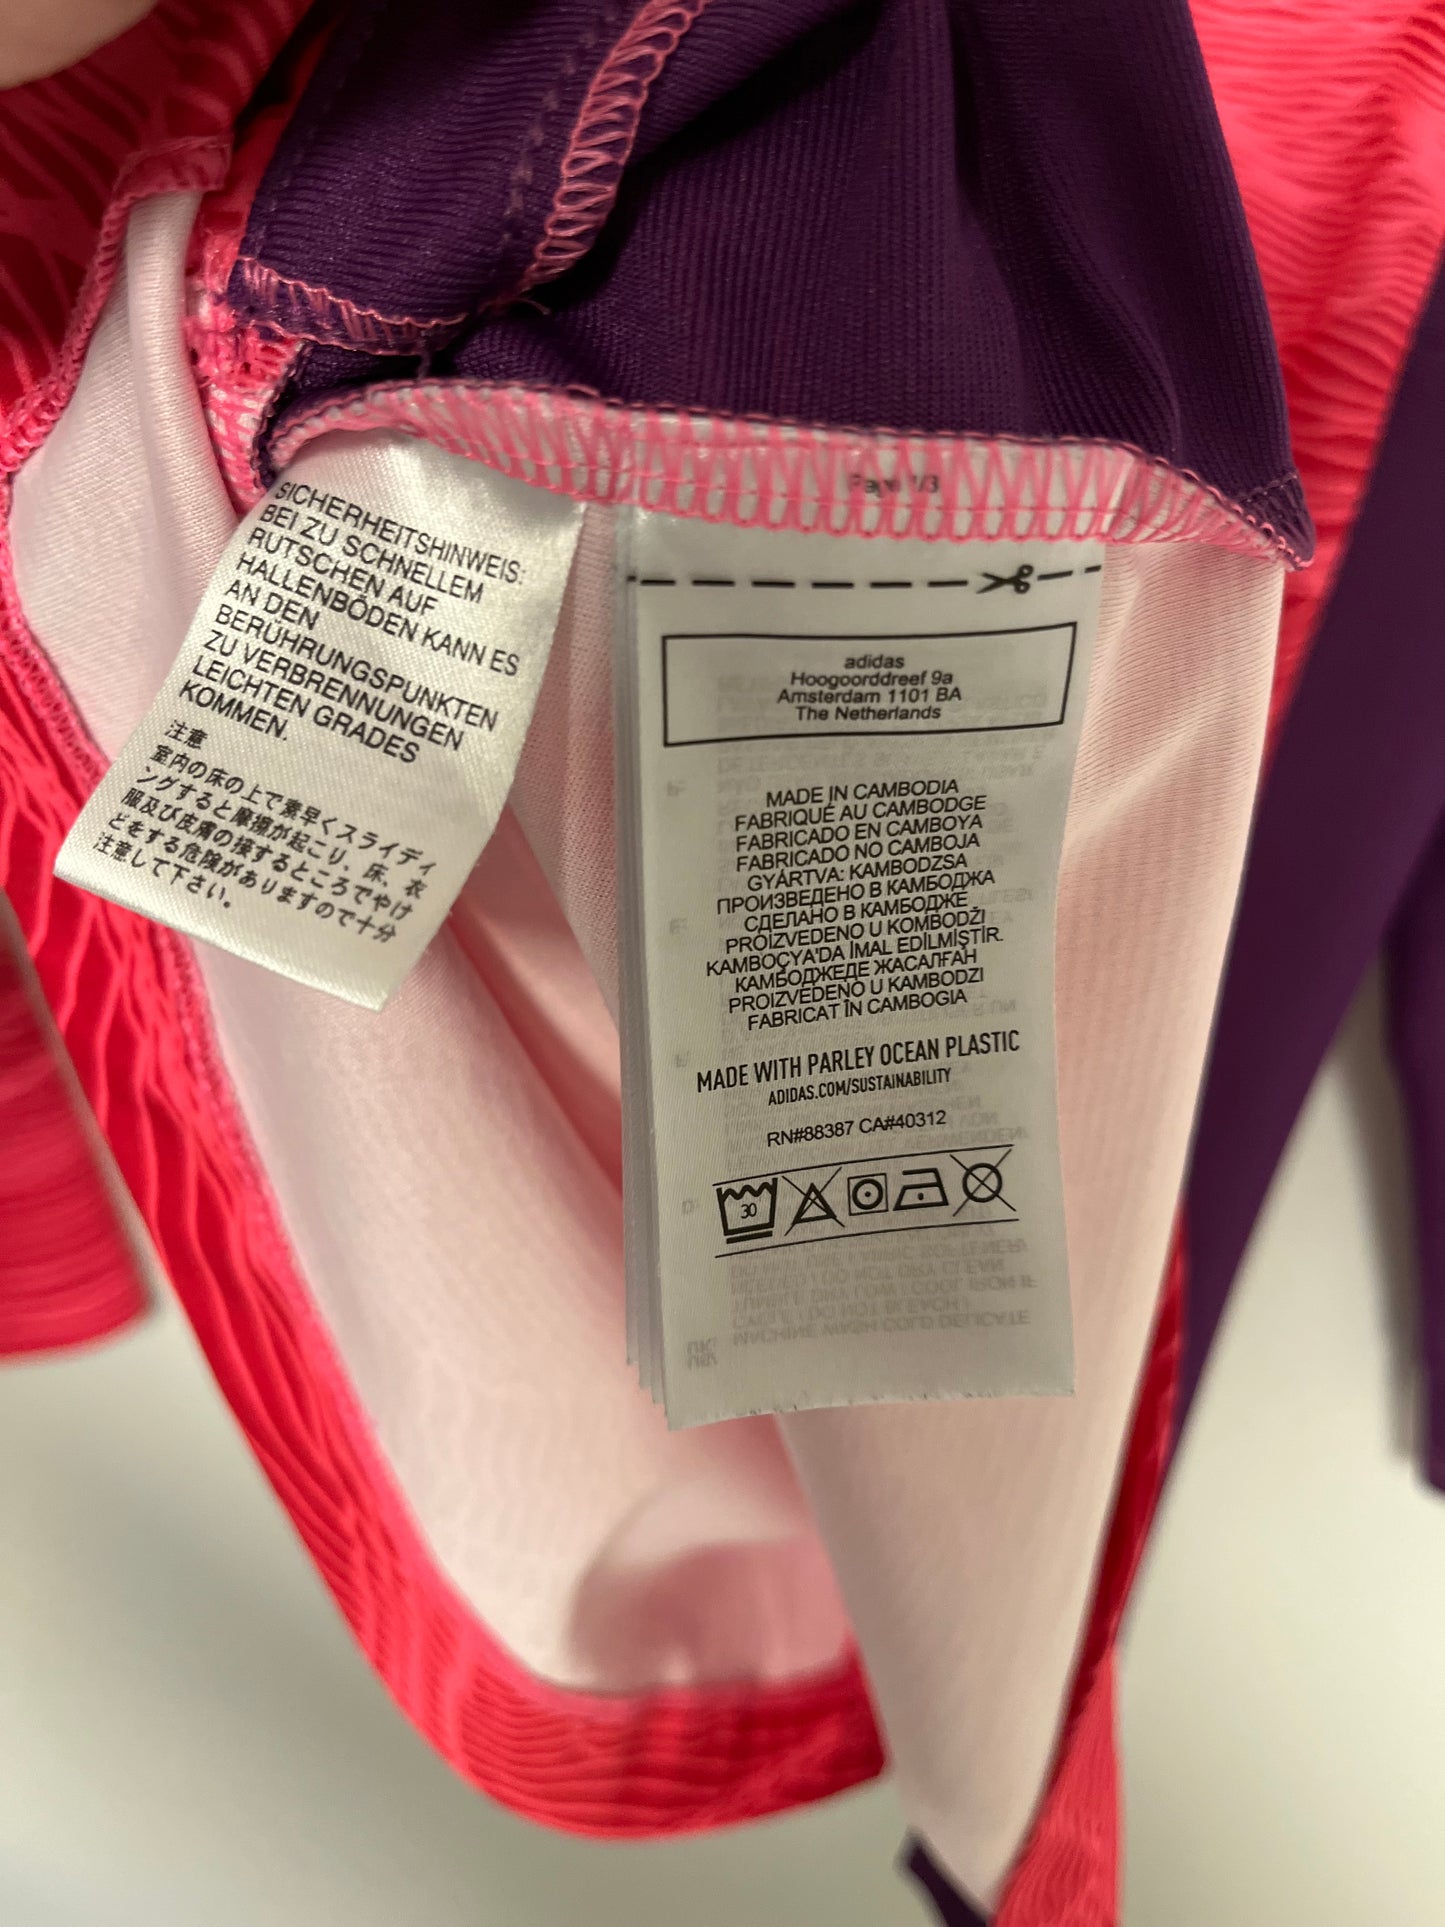 SICHERHEITSHINWEIS:
BEI ZU SCHNELLEM
RUTSCHEN AUF
HALLENBÖDEN KANN ES
AN DEN
BERÜHRUNGSPUNKTEN
ZU VERBRENNUNGEN
LEICHTEN GRADES
KOMMEN.
注意
室内の床の上で素早くスライディ
ングすると摩擦が起こり、床、衣
服及び皮膚の接するところでやけ
どをする危険がありますので十分
注意して下さい。
Page 1/3
adidas
Hoogoorddreef 9a
Amsterdam 1101 BA
The Netherlands
MADE IN CAMBODIA
FABRIQUÉ AU CAMBODGE
FABRICADO EN CAMBOYA
FABRICADO NO CAMBOJA
GYÁRTVA: KAMBODZSA
ПРОИЗВЕДЕНО В КАМБОДЖА
СДЕЛАНО В КАМБОДЖЕ
PROIZVEDENO U KOMBODŽI
KAMBOÇYA'DA İMAL EDİLMİŞTİR.
КАМБОДЖЕДЕ ЖАСАЛҒАН
PROIZVEDENO U KAMBODZI
FABRICAT ÎN CAMBOGIA
MADE WITH PARLEY OCEAN PLASTIC
ADIDAS.COM/SUSTAINABILITY
RN#88387 CA#40312
30